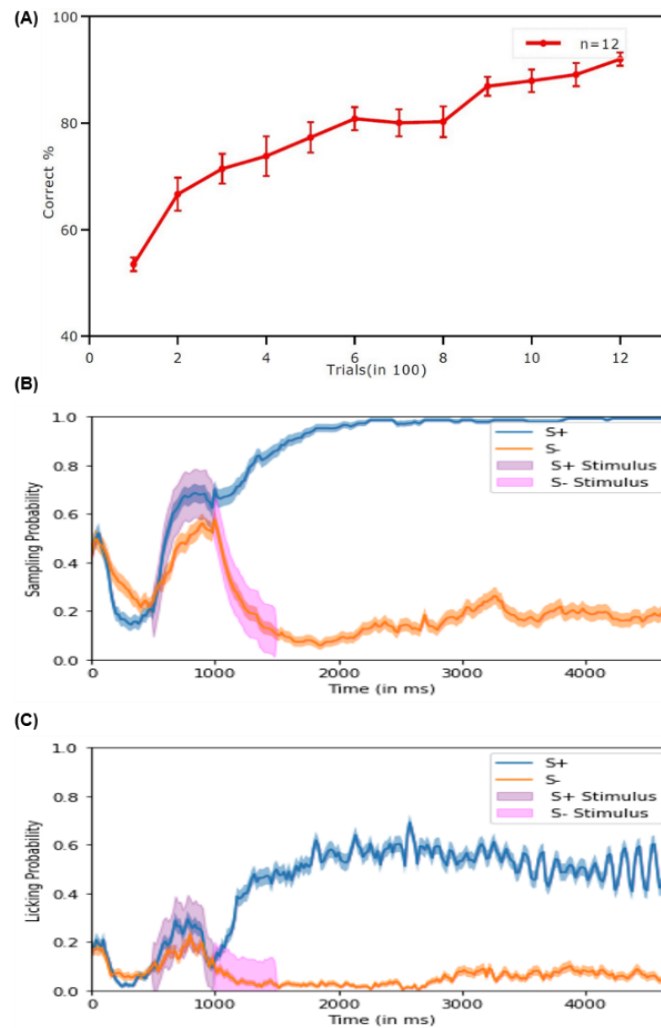 (A)
100
80
60
40
Correct %
n=12
0 2 4 6 8 10 12
Trials(in 100)
(B)
1.0
0.8
0.6
0.4
0.2
0.0
Sampling Probability
S+
S-
S+ Stimulus
S- Stimulus
0 1000 2000 3000 4000
Time (in ms)
(C)
1.0
0.8
0.6
0.4
0.2
0.0
Licking Probability
S+
S-
S+ Stimulus
S- Stimulus
0 1000 2000 3000 4000
Time (in ms)